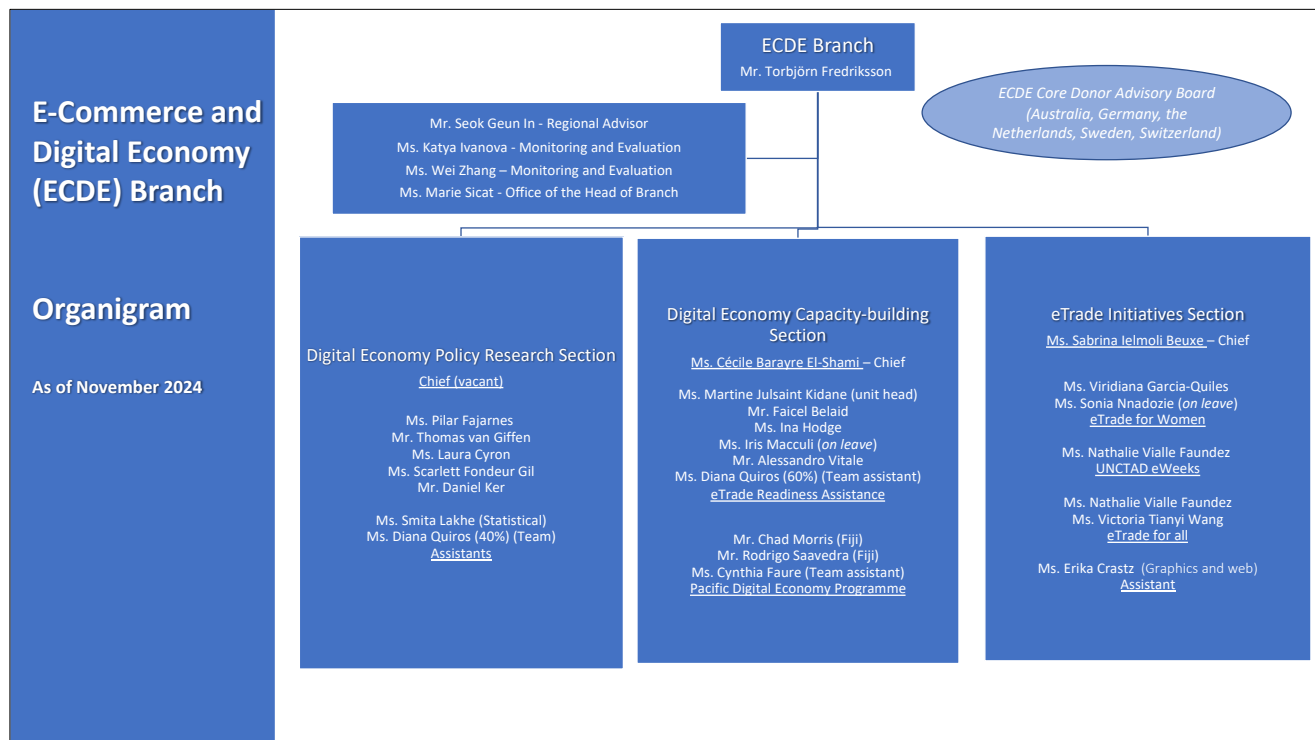 E-Commerce and
Digital Economy
(ECDE) Branch
Organigram
As of November 2024
ECDE Branch
Mr. Torbjörn Fredriksson
ECDE Core Donor Advisory Board
(Australia, Germany, the
Netherlands, Sweden, Switzerland)
Mr. Seok Geun In - Regional Advisor
Ms. Katya Ivanova - Monitoring and Evaluation
Ms. Wei Zhang – Monitoring and Evaluation
Ms. Marie Sicat - Office of the Head of Branch
Digital Economy Policy Research Section
Chief (vacant)
Ms. Pilar Fajarnes
Mr. Thomas van Giffen
Ms. Laura Cyron
Ms. Scarlett Fondeur Gil
Mr. Daniel Ker
Ms. Smita Lakhe (Statistical)
Ms. Diana Quiros (40%) (Team)
Assistants
Digital Economy Capacity-building
Section
Ms. Cécile Barayre El-Shami – Chief
Ms. Martine Julsaint Kidane (unit head)
Mr. Faicel Belaid
Ms. Ina Hodge
Ms. Iris Macculi (on leave)
Mr. Alessandro Vitale
Ms. Diana Quiros (60%) (Team assistant)
eTrade Readiness Assistance
Mr. Chad Morris (Fiji)
Mr. Rodrigo Saavedra (Fiji)
Ms. Cynthia Faure (Team assistant)
Pacific Digital Economy Programme
eTrade Initiatives Section
Ms. Sabrina Ielmoli Beuxe – Chief
Ms. Viridiana Garcia-Quiles
Ms. Sonia Nnadozie (on leave)
eTrade for Women
Ms. Nathalie Vialle Faundez
UNCTAD eWeeks
Ms. Nathalie Vialle Faundez
Ms. Victoria Tianyi Wang
eTrade for all
Ms. Erika Crastz (Graphics and web)
Assistant